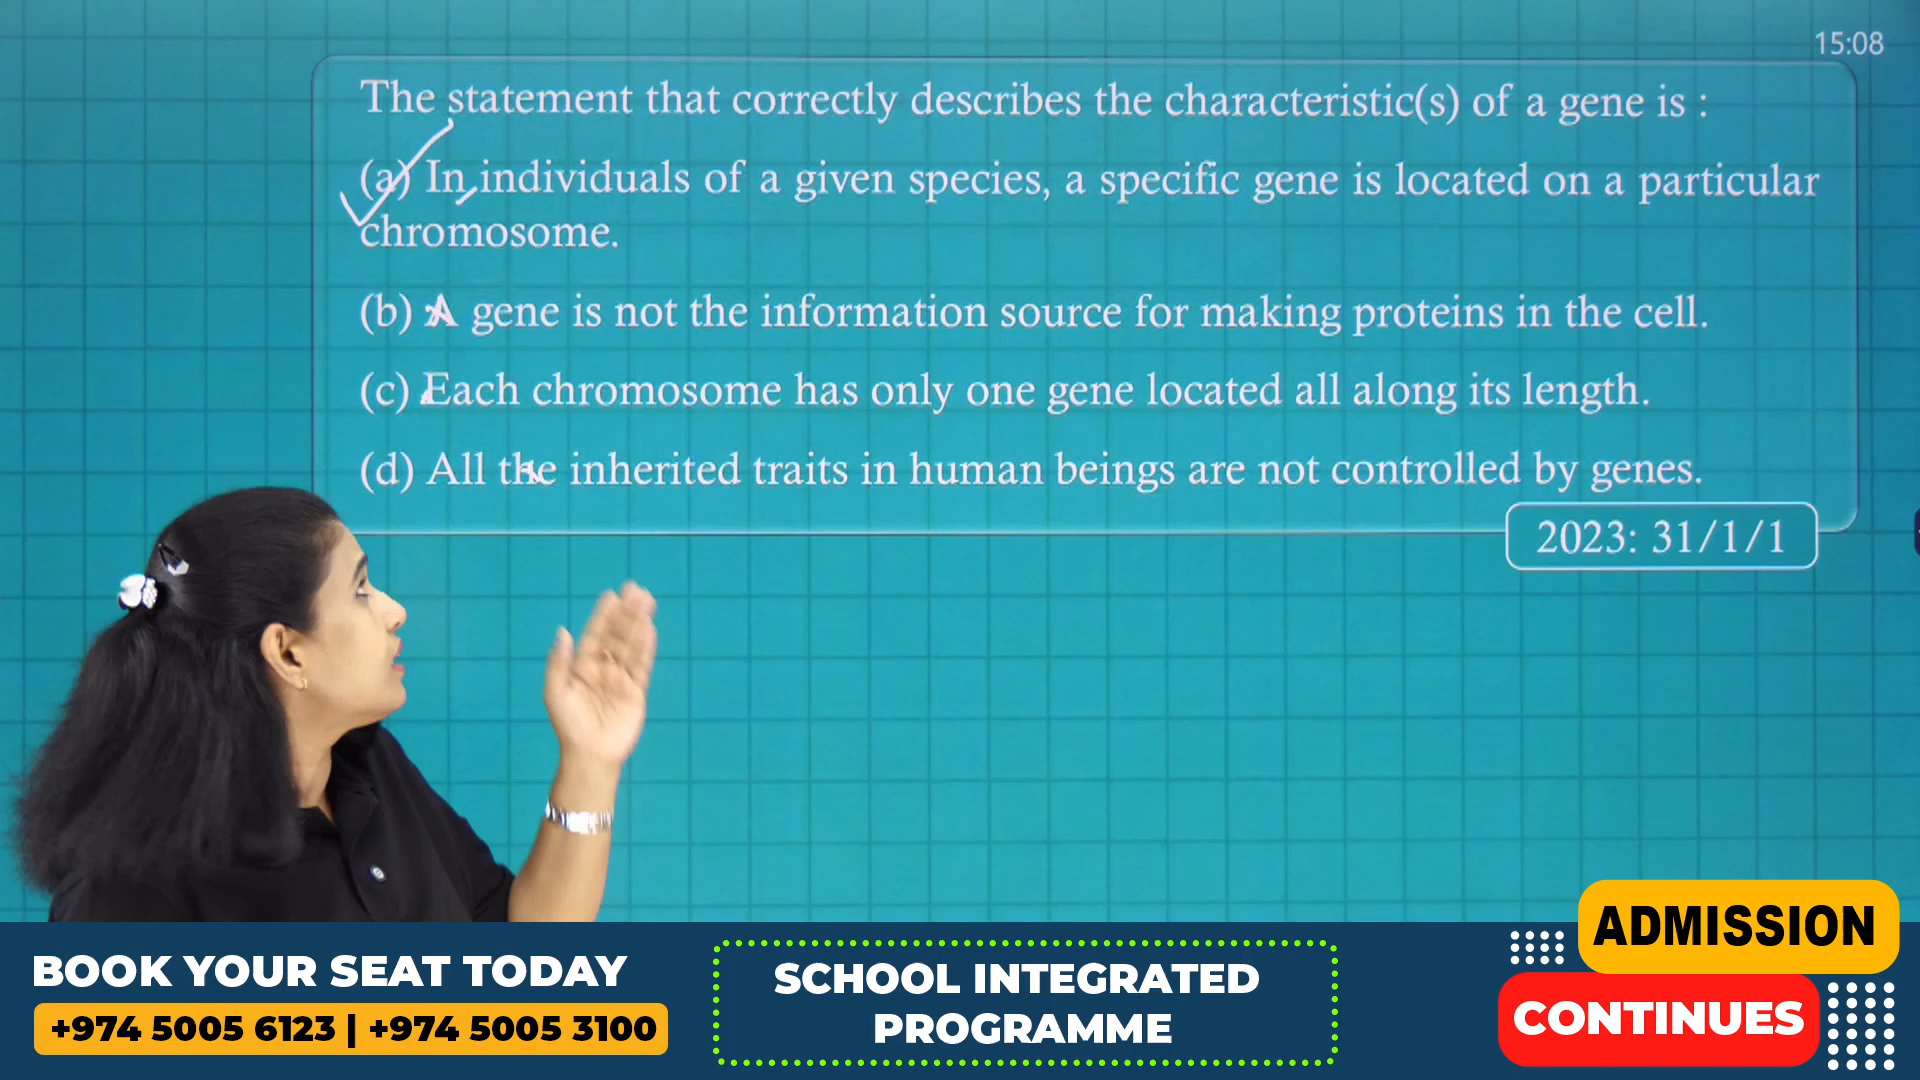 15:08
The statement that correctly describes the characteristic(s) of a gene is :
(a) In individuals of a given species, a specific gene is located on a particular
chromosome.
(b) A gene is not the information source for making proteins in the cell.
(c) Each chromosome has only one gene located all along its length.
(d) All the inherited traits in human beings are not controlled by genes.
2023: 31/1/1
BOOK YOUR SEAT TODAY
+974 5005 6123 | +974 5005 3100
SCHOOL INTEGRATED
PROGRAMME
ADMISSION
CONTINUES